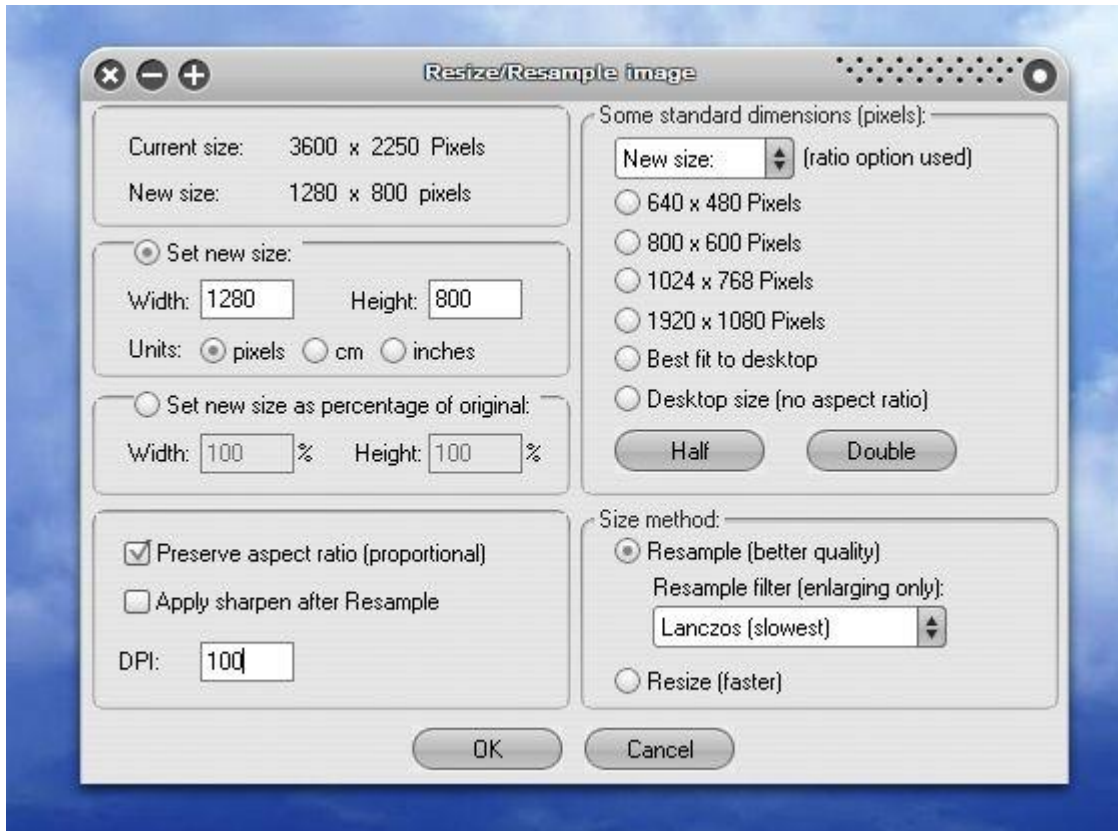 Resize/Resample image
Current size: 3600 x 2250 Pixels
New size: 1280 x 800 pixels
Set new size:
Width: 1280 Height: 800
Units: pixels cm inches
Set new size as percentage of original:
Width: 100 % Height: 100 %
Preserve aspect ratio (proportional)
Apply sharpen after Resample
DPI: 100
Some standard dimensions (pixels):
New size: (ratio option used)
640 x 480 Pixels
800 x 600 Pixels
1024 x 768 Pixels
1920 x 1080 Pixels
Best fit to desktop
Desktop size (no aspect ratio)
Half Double
Size method:
Resample (better quality)
Resample filter (enlarging only):
Lanczos (slowest)
Resize (faster)
OK Cancel